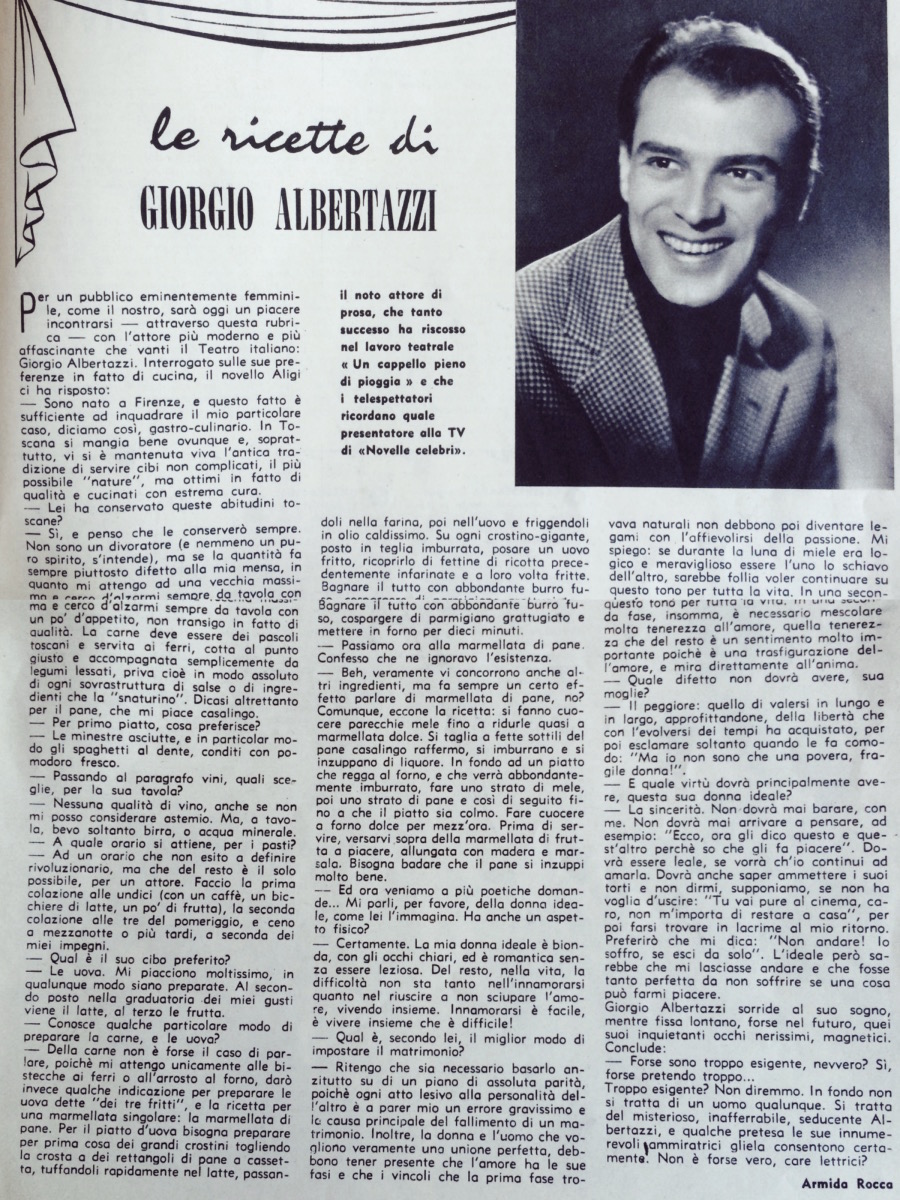 le ricette di
GIORGIO ALBERTAZZI
Per un pubblico eminentemente femmini-
le, come il nostro, sarà oggi un piacere
incontrarsi — attraverso questa rubri-
ca — con l'attore più moderno e più
affascinante che vanti il Teatro italiano:
Giorgio Albertazzi. Interrogato sulle sue pre-
ferenze in fatto di cucina, il novello Aligi
ci ha risposto:
— Sono nato a Firenze, e questo fatto è
sufficiente ad inquadrare il mio particolare
caso, diciamo così, gastro-culinario. In To-
scana si mangia bene ovunque e, soprat-
tutto, vi si è mantenuta viva l'antica tra-
dizione di servire cibi non complicati, il più
possibile "nature", ma ottimi in fatto di
qualità e cucinati con estrema cura.
— Lei ha conservato queste abitudini to-
scane?
— Sì, e penso che le conserverò sempre.
Non sono un divoratore (e nemmeno un pu-
ro spirito, s'intende), ma se la quantità fa
sempre piuttosto difetto alla mia mensa, in
quanto mi attengo ad una vecchia massi-
ma e cerco d'alzarmi sempre da tavola con
ma e cerco d'alzarmi sempre da tavola con
un po' d'appetito, non transigo in fatto di
qualità. La carne deve essere dei pascoli
toscani e servita ai ferri, cotta al punto
giusto e accompagnata semplicemente da
legumi lessati, priva cioè in modo assoluto
di ogni sovrastruttura di salse o di ingre-
dienti che la "snaturino". Dicasi altrettanto
per il pane, che mi piace casalingo.
— Per primo piatto, cosa preferisce?
— Le minestre asciutte, e in particolar mo-
do gli spaghetti al dente, conditi con po-
modoro fresco.
— Passando al paragrafo vini, quali sce-
glie, per la sua tavola?
— Nessuna qualità di vino, anche se non
mi posso considerare astemio. Ma, a tavo-
la, bevo soltanto birra, o acqua minerale.
— A quale orario si attiene, per i pasti?
— Ad un orario che non esito a definire
rivoluzionario, ma che del resto è il solo
possibile, per un attore. Faccio la prima
colazione alle undici (con un caffè, un bic-
chiere di latte, un po' di frutta), la seconda
colazione alle tre del pomeriggio, e ceno
a mezzanotte o più tardi, a seconda dei
miei impegni.
— Qual è il suo cibo preferito?
— Le uova. Mi piacciono moltissimo, in
qualunque modo siano preparate. Al secon-
do posto nella graduatoria dei miei gusti
viene il latte, al terzo le frutta.
— Conosce qualche particolare modo di
preparare la carne, e le uova?
— Della carne non è forse il caso di par-
lare, poichè mi attengo unicamente alle bi-
stecche ai ferri o all'arrosto al forno, darò
invece qualche indicazione per preparare le
uova dette "dei tre fritti", e la ricetta per
una marmellata singolare: la marmellata di
pane. Per il piatto d'uova bisogna preparare
per prima cosa dei grandi crostini togliendo
la crosta a dei rettangoli di pane a casset-
ta, tuffandoli rapidamente nel latte, passan-
il noto attore di
prosa, che tanto
successo ha riscosso
nel lavoro teatrale
« Un cappello pieno
di pioggia » e che
i telespettatori
ricordano quale
presentatore alla TV
di «Novelle celebri».
doli nella farina, poi nell'uovo e friggendoli
in olio caldissimo. Su ogni crostino-gigante,
posto in teglia imburrata, posare un uovo
fritto, ricoprirlo di fettine di ricotta prece-
dentemente infarinate e a loro volta fritte.
Bagnare il tutto con abbondante burro fu-
Bagnare il tutto con abbondante burro fu-
so, cospargere di parmigiano grattugiato e
mettere in forno per dieci minuti.
— Passiamo ora alla marmellata di pane.
Confesso che ne ignoravo l'esistenza.
— Beh, veramente vi concorrono anche al-
tri ingredienti, ma fa sempre un certo ef-
fetto parlare di marmellata di pane, no?
Comunque, eccone la ricetta: si fanno cuo-
cere parecchie mele fino a ridurle quasi a
marmellata dolce. Si taglia a fette sottili del
pane casalingo raffermo, si imburrano e si
inzuppano di liquore. In fondo ad un piatto
che regga al forno, e che verrà abbondante-
mente imburrato, fare uno strato di mele,
poi uno strato di pane e così di seguito fi-
no a che il piatto sia colmo. Fare cuocere
a forno dolce per mezz'ora. Prima di ser-
vire, versarvi sopra della marmellata di frut-
ta a piacere, allungata con madera e mar-
sala. Bisogna badare che il pane si inzuppi
molto bene.
— Ed ora veniamo a più poetiche doman-
de... Mi parli, per favore, della donna idea-
le, come lei l'immagina. Ha anche un aspet-
to fisico?
— Certamente. La mia donna ideale è bion-
da, con gli occhi chiari, ed è romantica sen-
za essere leziosa. Del resto, nella vita, la
difficoltà non sta tanto nell'innamorarsi
quanto nel riuscire a non sciupare l'amo-
re, vivendo insieme. Innamorarsi è facile,
è vivere insieme che è difficile!
— Qual è, secondo lei, il miglior modo di
impostare il matrimonio?
— Ritengo che sia necessario basarlo an-
zitutto su di un piano di assoluta parità,
poichè ogni atto lesivo alla personalità del-
l'altro è a parer mio un errore gravissimo e
la causa principale del fallimento di un ma-
trimonio. Inoltre, la donna e l'uomo che vo-
gliono veramente una unione perfetta, deb-
bono tener presente che l'amore ha le sue
fasi e che i vincoli che la prima fase tro-
vava naturali non debbono poi diventare le-
gami con l'affievolirsi della passione. Mi
spiego: se durante la luna di miele era lo-
gico e meraviglioso essere l'uno lo schiavo
dell'altro, sarebbe follia voler continuare su
questo tono per tutta la vita. In una secon-
questo tono per tutta la vita. In una secon-
da fase, insomma, è necessario mescolare
molta tenerezza all'amore, quella tenerez-
za che del resto è un sentimento molto im-
portante poichè è una trasfigurazione del-
l'amore, e mira direttamente all'anima.
— Quale difetto non dovrà avere, sua
moglie?
— Il peggiore: quello di valersi in lungo e
in largo, approfittandone, della libertà che
con l'evolversi dei tempi ha acquistato, per
poi esclamare soltanto quando le fa como-
do: "Ma io non sono che una povera, fra-
gile donna!".
— E quale virtù dovrà principalmente ave-
re, questa sua donna ideale?
— La sincerità. Non dovrà mai barare, con
me. Non dovrà mai arrivare a pensare, ad
esempio: "Ecco, ora gli dico questo e que-
st'altro perchè so che gli fa piacere". Do-
vrà essere leale, se vorrà ch'io continui ad
amarla. Dovrà anche saper ammettere i suoi
torti e non dirmi, supponiamo, se non ha
voglia d'uscire: "Tu vai pure al cinema, ca-
ro, non m'importa di restare a casa", per
poi farsi trovare in lacrime al mio ritorno.
Preferirò che mi dica: "Non andare! Io
soffro, se esci da solo". L'ideale però sa-
rebbe che mi lasciasse andare e che fosse
tanto perfetta da non soffrire se una cosa
può farmi piacere.
Giorgio Albertazzi sorride al suo sogno,
mentre fissa lontano, forse nel futuro, quei
suoi inquietanti occhi nerissimi, magnetici.
Conclude:
— Forse sono troppo esigente, nevvero? Sì,
forse pretendo troppo...
Troppo esigente? Non diremmo. In fondo non
si tratta di un uomo qualunque. Si tratta
del misterioso, inafferrabile, seducente Al-
bertazzi, e qualche pretesa le sue innume-
revoli ammiratrici gliela consentono certa-
mente. Non è forse vero, care lettrici?
Armida Rocca